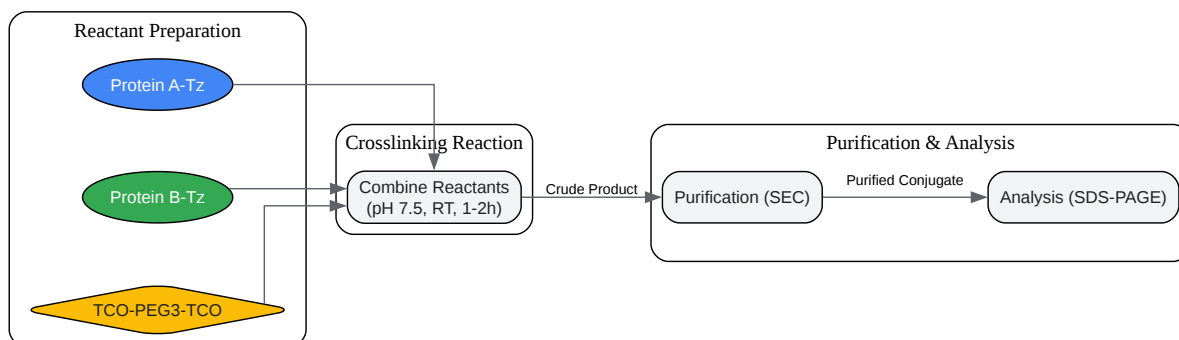 Reactant Preparation
Protein A-Tz
Protein B-Tz
TCO-PEG3-TCO
Crosslinking Reaction
Combine Reactants
(pH 7.5, RT, 1-2h)
Crude Product
Purification & Analysis
Purification (SEC)
Purified Conjugate
Analysis (SDS-PAGE)